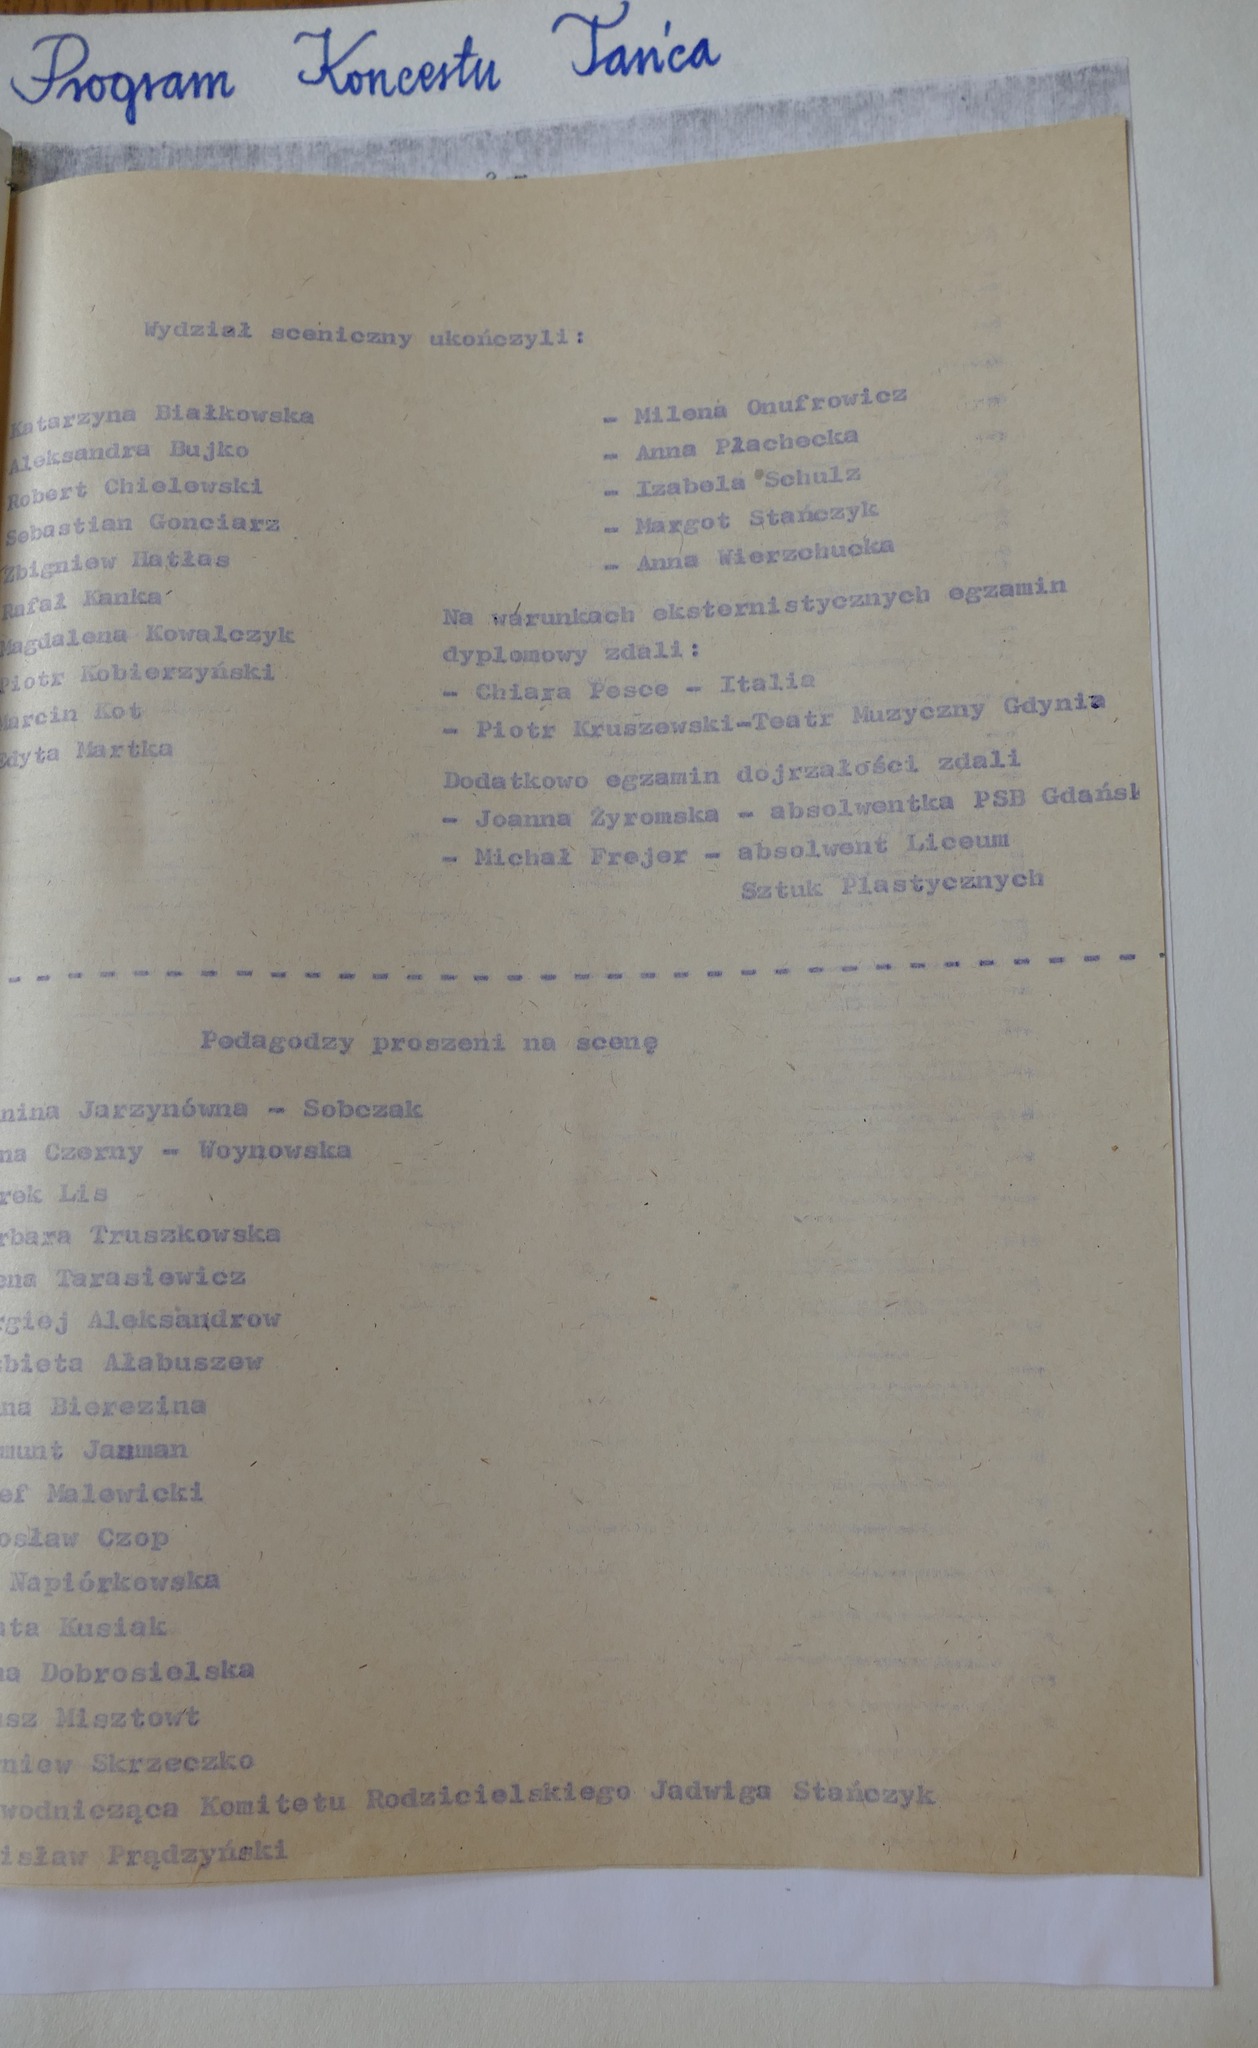 Program Koncertu Tańca
Wydział sceniczny ukończyli:
Katarzyna Białkowska
Aleksandra Bujko
Robert Chielewski
Sebastian Gonciarz
Zbigniew Hatłas
Rafał Kanka
Magdalena Kowalczyk
Piotr Kobierzyński
Marcin Kot
Edyta Martka
- Milena Onufrowicz
- Anna Płachecka
- Izabela Schulz
- Margot Stańczyk
- Anna Wierzchucka
Na warunkach eksternistycznych egzamin
dyplomowy zdali:
- Chiara Pesce - Italia
- Piotr Kruszewski-Teatr Muzyczny Gdynia
Dodatkowo egzamin dojrzałości zdali
- Joanna Żyromska - absolwentka PSB Gdańsk
- Michał Frejer - absolwent Liceum
Sztuk Plastycznych
Pedagodzy proszeni na scenę
nina Jarzynówna - Sobczak
na Czerny - Woynowska
rek Lis
rbara Truszkowska
ena Tarasiewicz
rgiej Aleksandrow
bieta Ałabuszew
na Bierezina
munt Jasman
ef Malewicki
osław Czop
Napiórkowska
uta Kusiak
na Dobrosielska
usz Misztowt
niew Skrzeczko
wodnicząca Komitetu Rodzicielskiego Jadwiga Stańczyk
isław Prądzyński